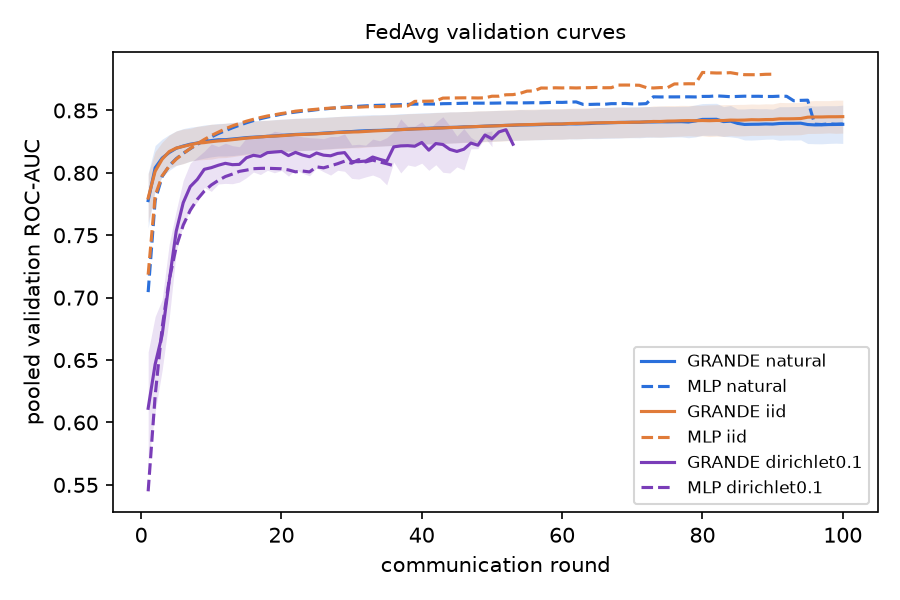 FedAvg validation curves
pooled validation ROC-AUC
0.85
0.80
0.75
0.70
0.65
0.60
0.55
GRANDE natural
MLP natural
GRANDE iid
MLP iid
GRANDE dirichlet0.1
MLP dirichlet0.1
0 20 40 60 80 100
communication round